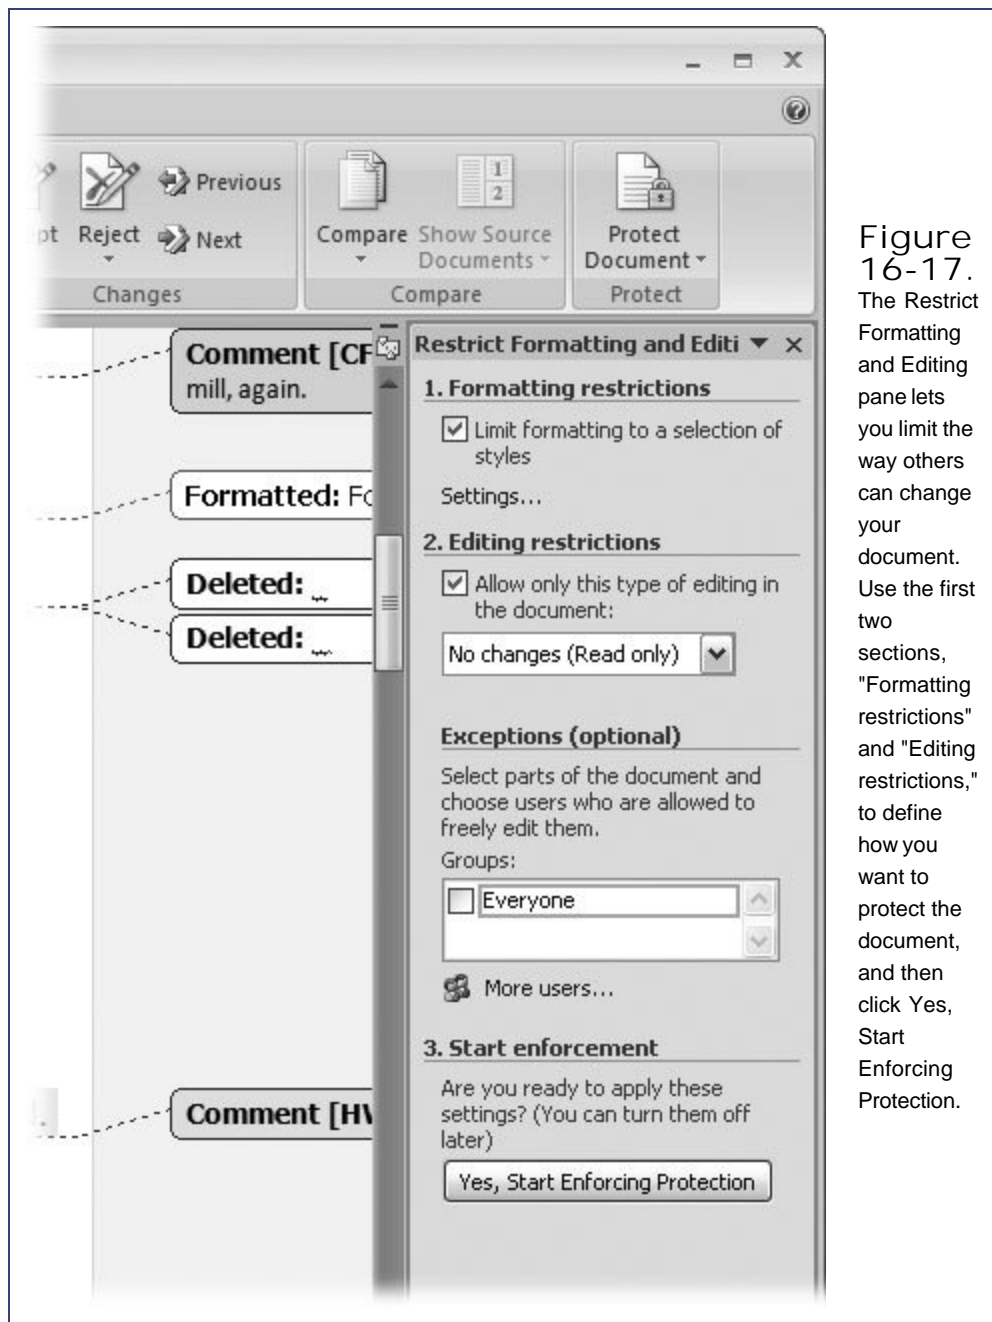 Previous
pt Reject Next
Compare Show Source
Documents
Protect
Document
Changes
Compare
Protect
1
2
Comment [CF
mill, again.
Formatted: Fo
Deleted:
Deleted:
Comment [HW
Restrict Formatting and Editi
1. Formatting restrictions
Limit formatting to a selection of
styles
Settings...
2. Editing restrictions
Allow only this type of editing in
the document:
No changes (Read only)
Exceptions (optional)
Select parts of the document and
choose users who are allowed to
freely edit them.
Groups:
Everyone
More users...
3. Start enforcement
Are you ready to apply these
settings? (You can turn them off
later)
Yes, Start Enforcing Protection
Figure
16-17.
The Restrict
Formatting
and Editing
pane lets
you limit the
way others
can change
your
document.
Use the first
two
sections,
"Formatting
restrictions"
and "Editing
restrictions,"
to define
how you
want to
protect the
document,
and then
click Yes,
Start
Enforcing
Protection.